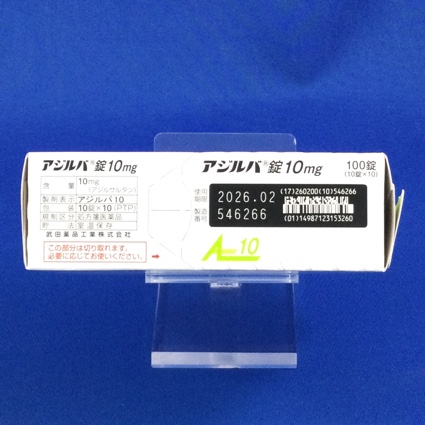 アジルバ®錠10mg
含量 10mg
(アジルサルタン)
製剤表示 アジルバ10
包装 10錠×10(PTP)
規制区分 処方箋医薬品
貯法 室温保存
武田薬品工業株式会社
この部分は切り取れます。
必要に応じてお使いください。
アジルバ®錠10mg
100錠
(10錠×10)
使用期限 2026.02
製造番号 546266
(17)260200(10)546266
(01)14987123153260
A 10